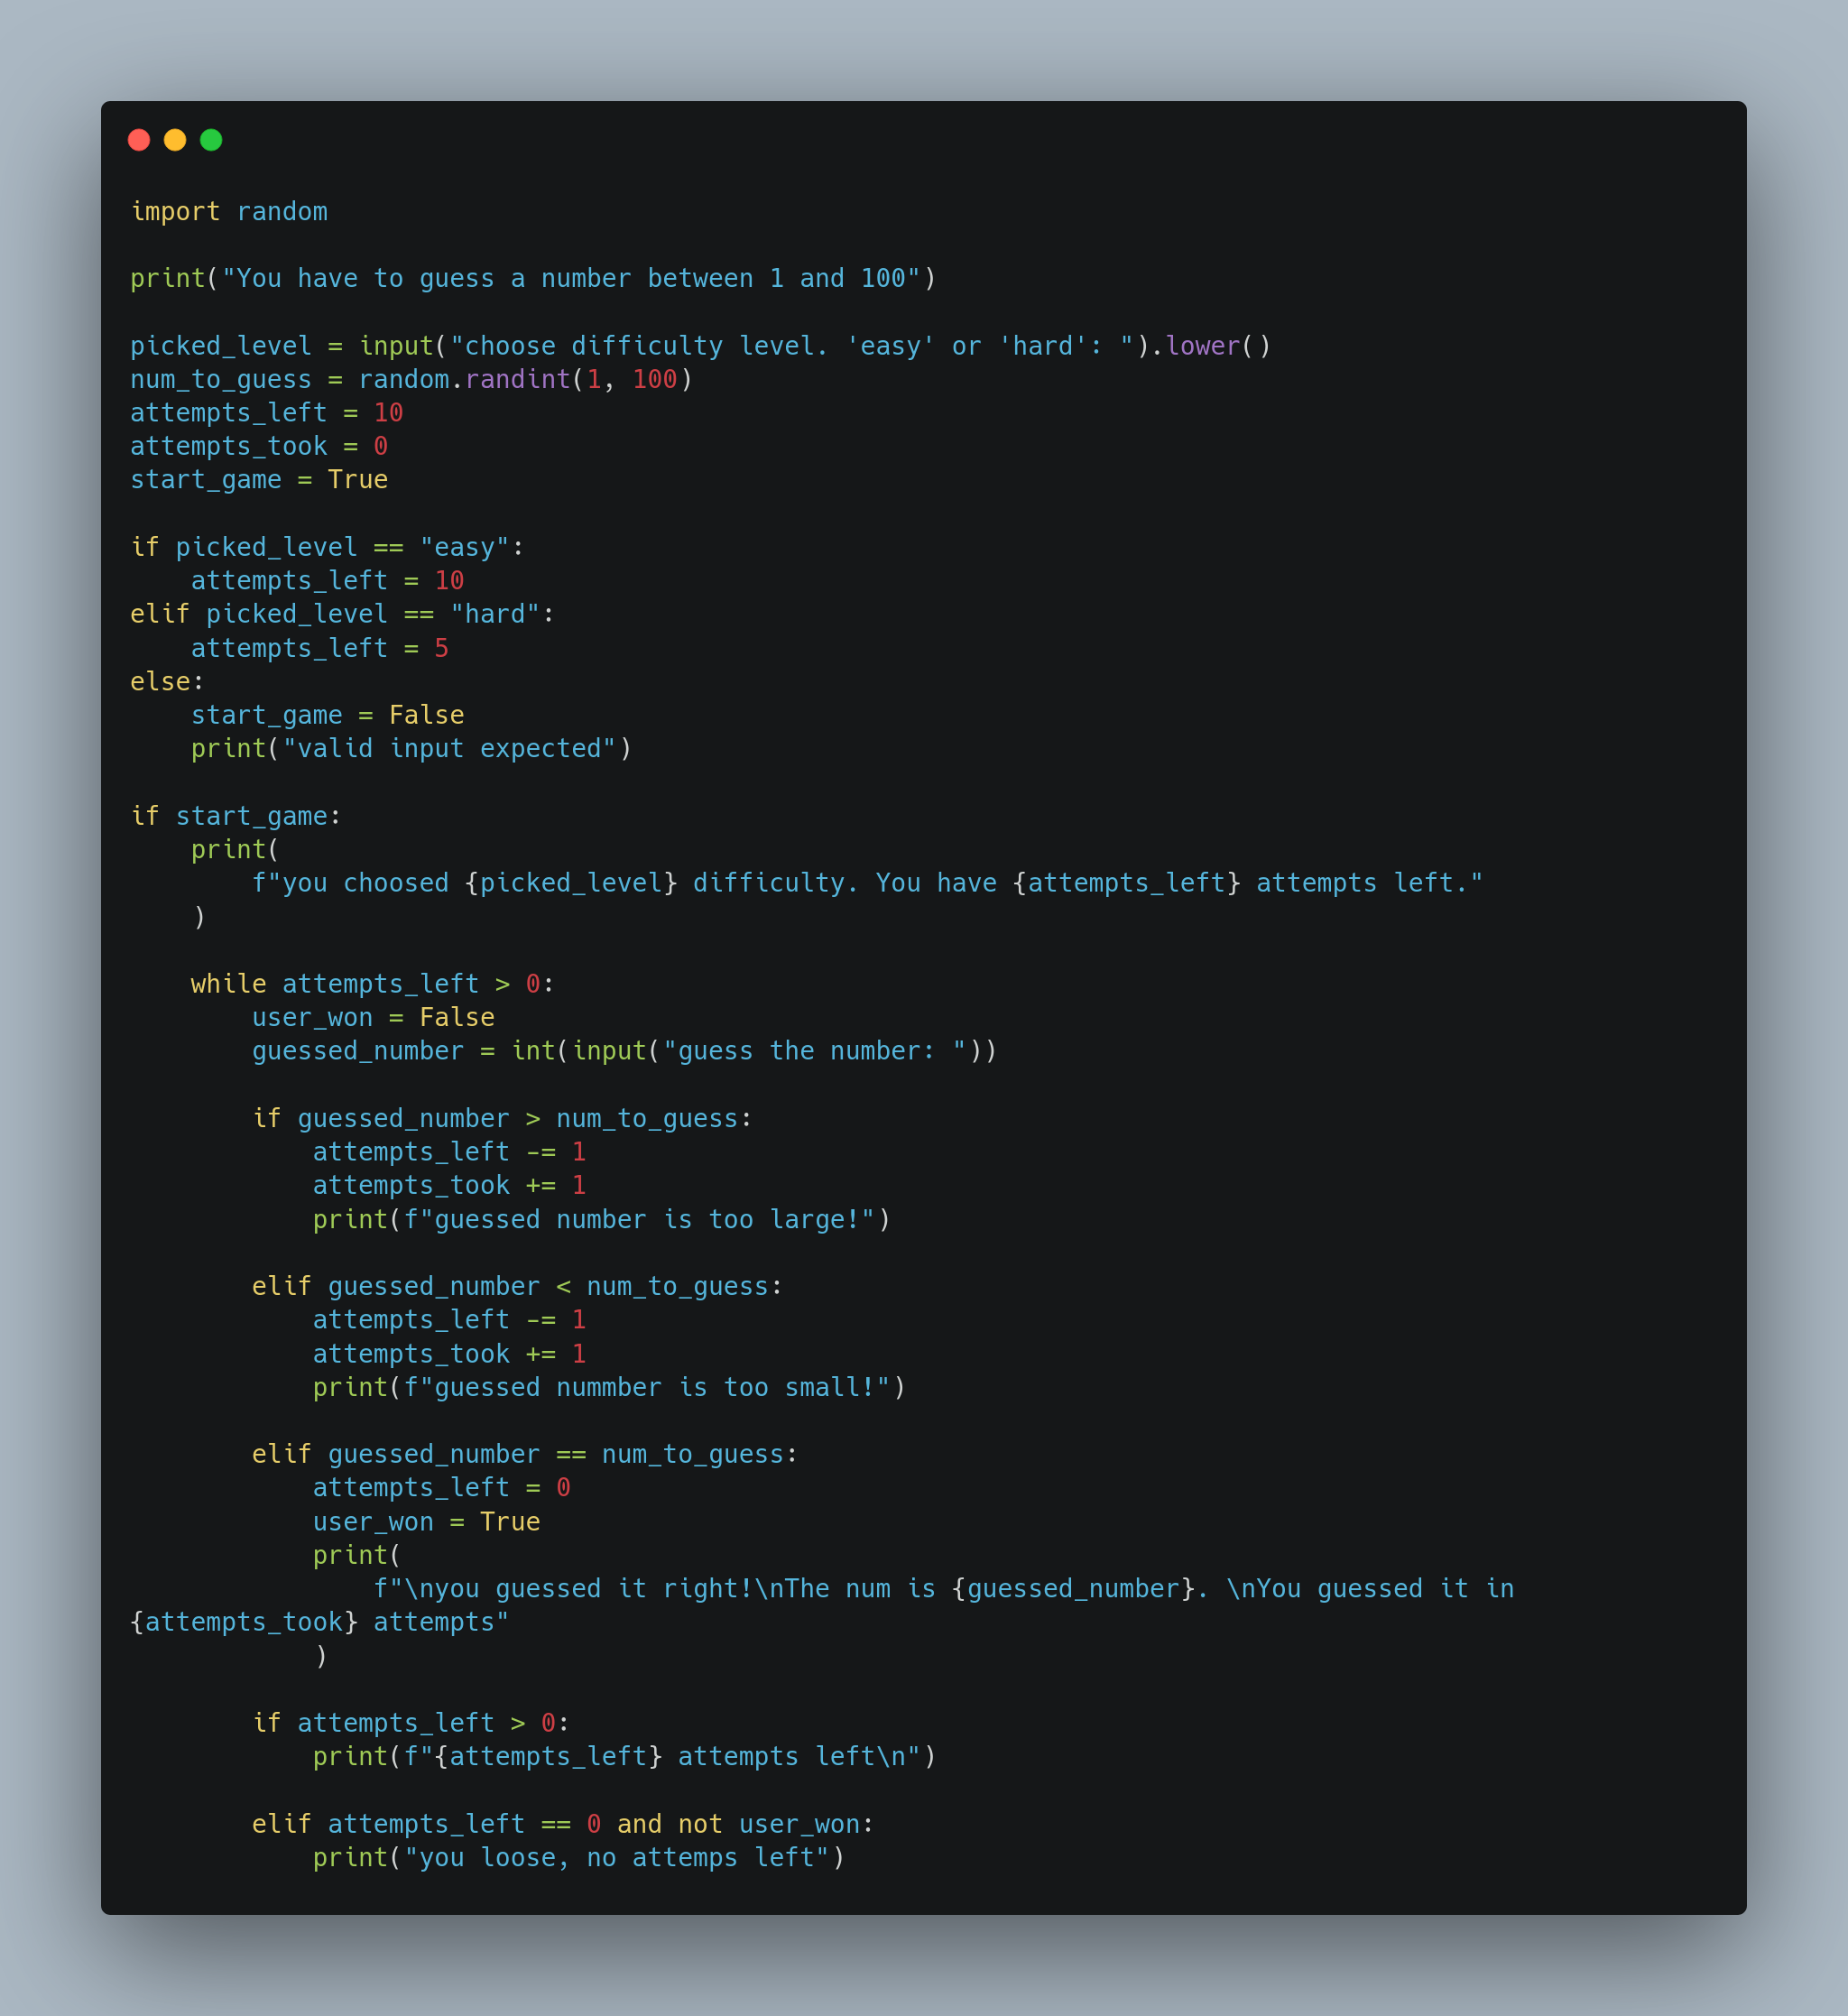 import random
print("You have to guess a number between 1 and 100")
picked_level = input("choose difficulty level. 'easy' or 'hard': ").lower()
num_to_guess = random.randint(1, 100)
attempts_left = 10
attempts_took = 0
start_game = True
if picked_level == "easy":
    attempts_left = 10
elif picked_level == "hard":
    attempts_left = 5
else:
    start_game = False
    print("valid input expected")
if start_game:
    print(
        f"you choosed {picked_level} difficulty. You have {attempts_left} attempts left."
    )
    while attempts_left > 0:
        user_won = False
        guessed_number = int(input("guess the number: "))
        if guessed_number > num_to_guess:
            attempts_left -= 1
            attempts_took += 1
            print(f"guessed number is too large!")
        elif guessed_number < num_to_guess:
            attempts_left -= 1
            attempts_took += 1
            print(f"guessed nummber is too small!")
        elif guessed_number == num_to_guess:
            attempts_left = 0
            user_won = True
            print(
                f"\nyou guessed it right!\nThe num is {guessed_number}. \nYou guessed it in
{attempts_took} attempts"
            )
        if attempts_left > 0:
            print(f"{attempts_left} attempts left\n")
        elif attempts_left == 0 and not user_won:
            print("you loose, no attemps left")